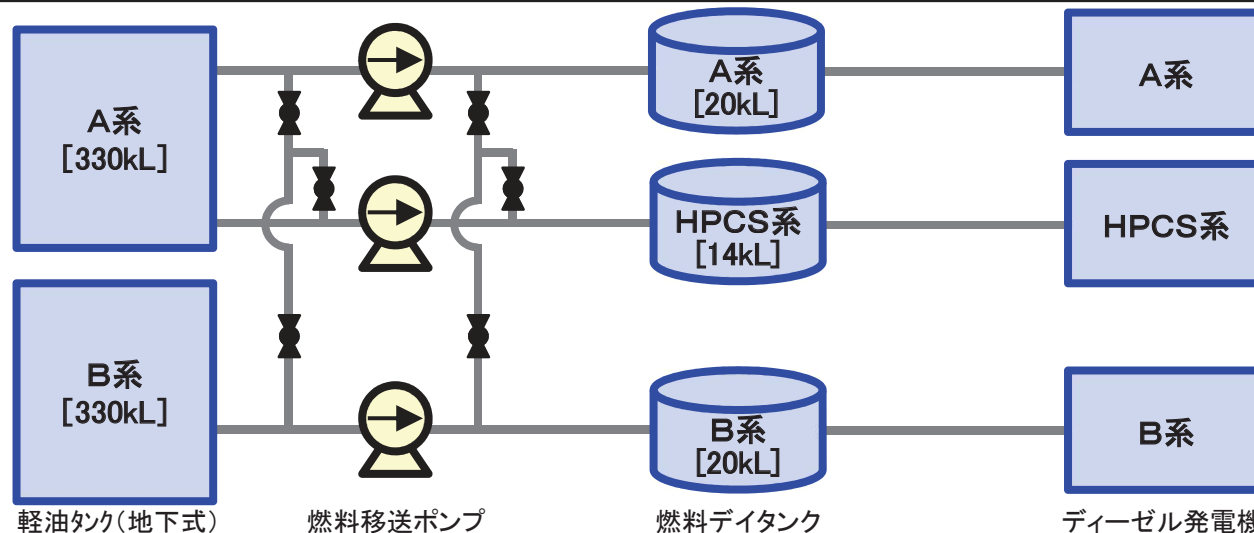 A系
[330kL]
A系
[20kL]
A系
HPCS系
[14kL]
HPCS系
B系
[330kL]
B系
[20kL]
B系
軽油タンク(地下式)
燃料移送ポンプ
燃料デイタンク
ディーゼル発電機